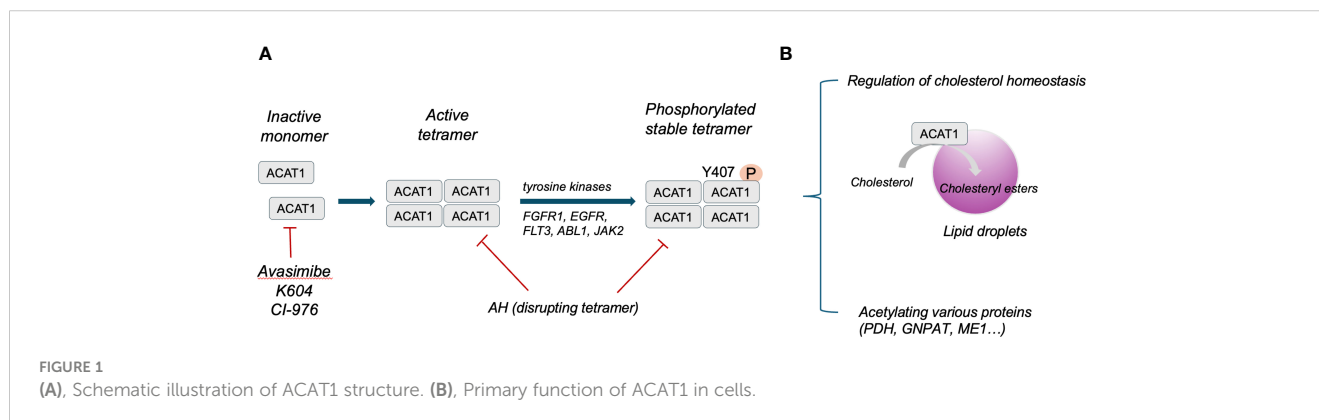 A
B
Inactive
monomer
Active
tetramer
Phosphorylated
stable tetramer
Regulation of cholesterol homeostasis
ACAT1
ACAT1
ACAT1
ACAT1
ACAT1
ACAT1
tyrosine kinases
FGFR1, EGFR,
FLT3, ABL1, JAK2
Y407
P
ACAT1
ACAT1
ACAT1
ACAT1
ACAT1
Cholesterol
Cholesteryl esters
Lipid droplets
Avasimibe
K604
CI-976
AH (disrupting tetramer)
Acetylating various proteins
(PDH, GNPAT, ME1...)
FIGURE 1
(A), Schematic illustration of ACAT1 structure. (B), Primary function of ACAT1 in cells.